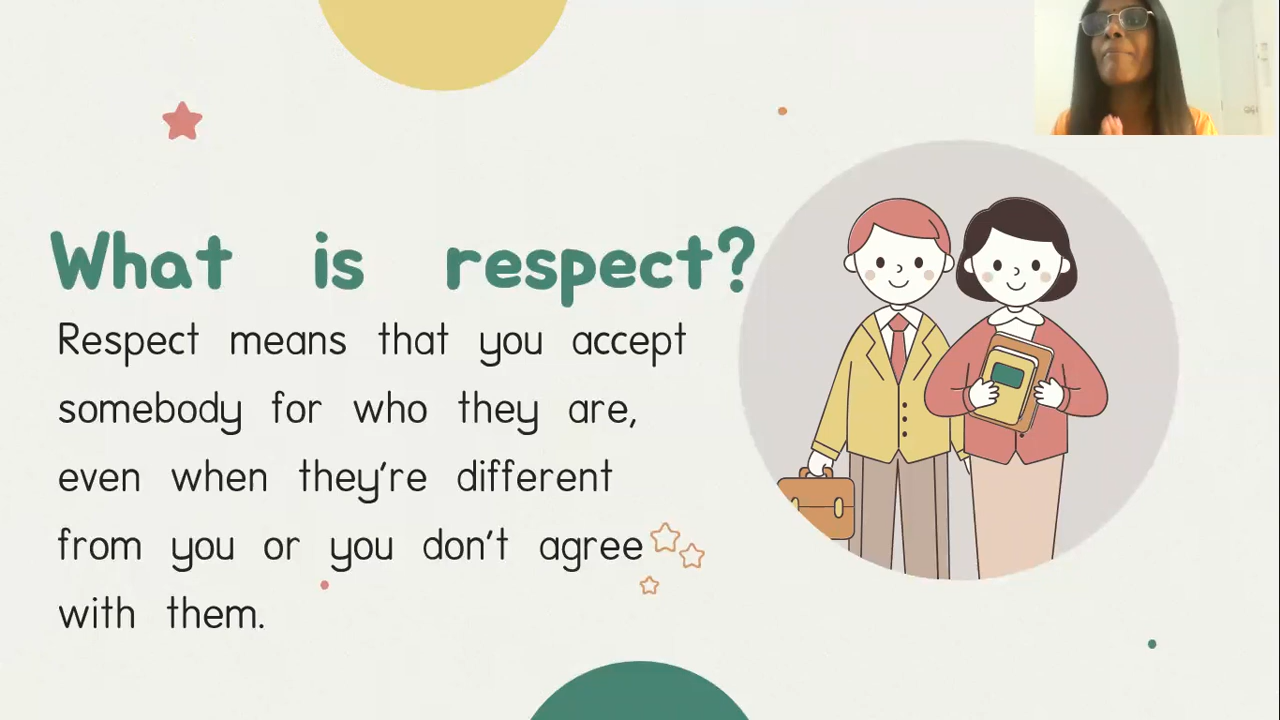 What is respect?
Respect means that you accept
somebody for who they are,
even when they're different
from you or you don't agree
with them.